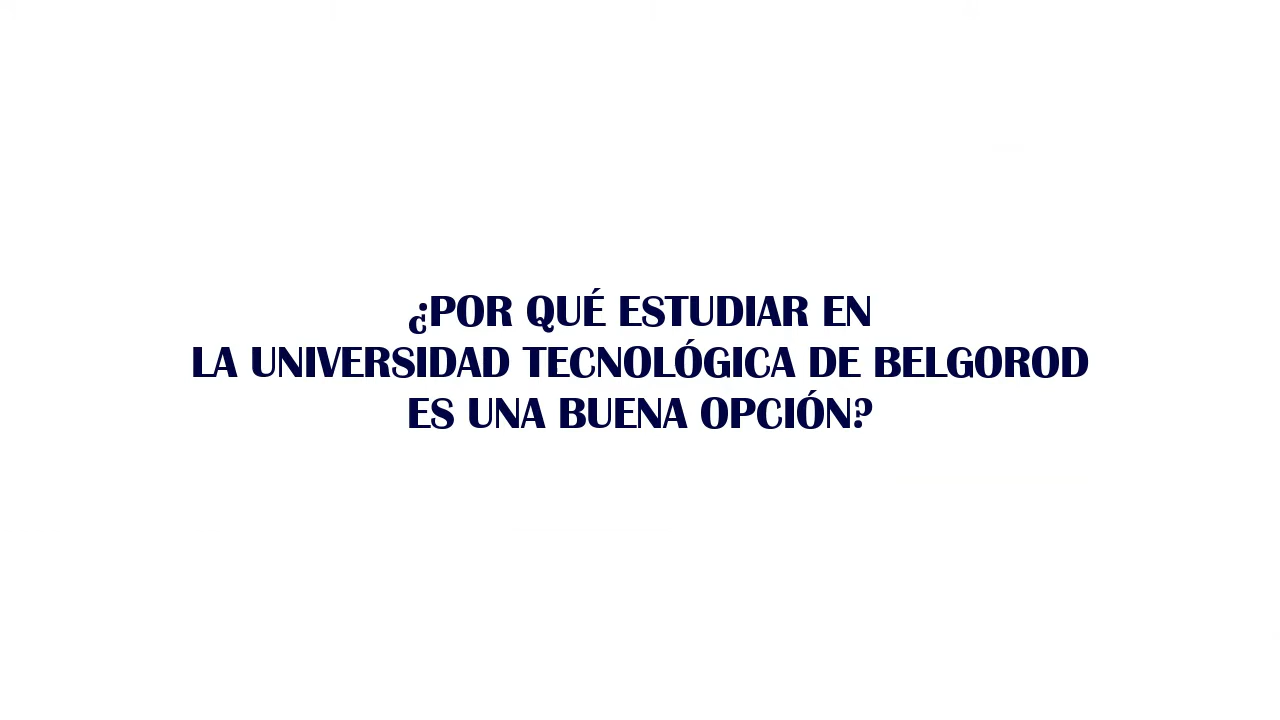 ¿POR QUÉ ESTUDIAR EN
LA UNIVERSIDAD TECNOLÓGICA DE BELGOROD
ES UNA BUENA OPCIÓN?